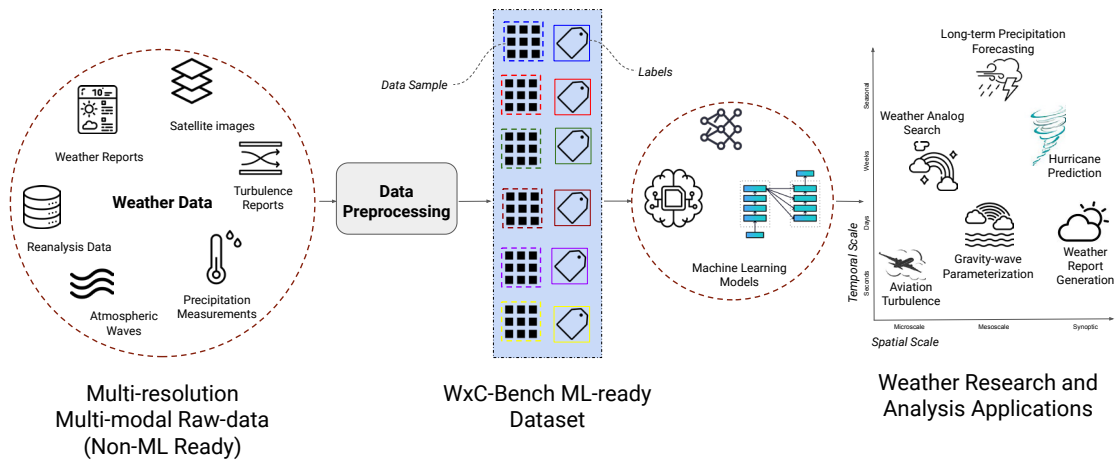 10°
Weather Reports
Satellite images
Turbulence
Reports
Weather Data
Reanalysis Data
Precipitation
Measurements
Atmospheric
Waves
Multi-resolution
Multi-modal Raw-data
(Non-ML Ready)
Data
Preprocessing
Data Sample
Labels
WxC-Bench ML-ready
Dataset
Machine Learning
Models
Long-term Precipitation
Forecasting
Weather Analog
Search
Hurricane
Prediction
Gravity-wave
Parameterization
Weather
Report
Generation
Aviation
Turbulence
Temporal Scale
Seasonal
Weeks
Days
Seconds
Microscale
Mesoscale
Synoptic
Spatial Scale
Weather Research and
Analysis Applications